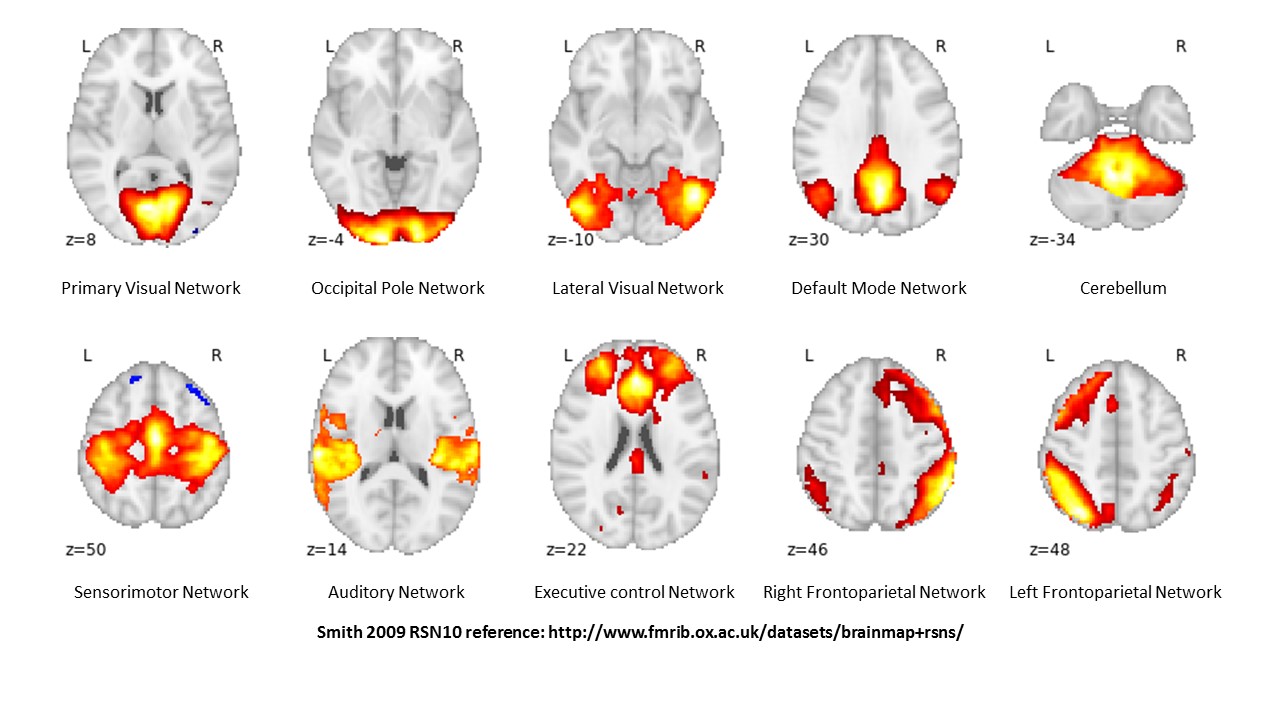 L R L R L R L R L R
z=8 z=-4 z=-10 z=30 z=-34
Primary Visual Network Occipital Pole Network Lateral Visual Network Default Mode Network Cerebellum
L R L R L R L R L R
z=50 z=14 z=22 z=46 z=48
Sensorimotor Network Auditory Network Executive control Network Right Frontoparietal Network Left Frontoparietal Network
Smith 2009 RSN10 reference: http://www.fmrib.ox.ac.uk/datasets/brainmap+rsns/